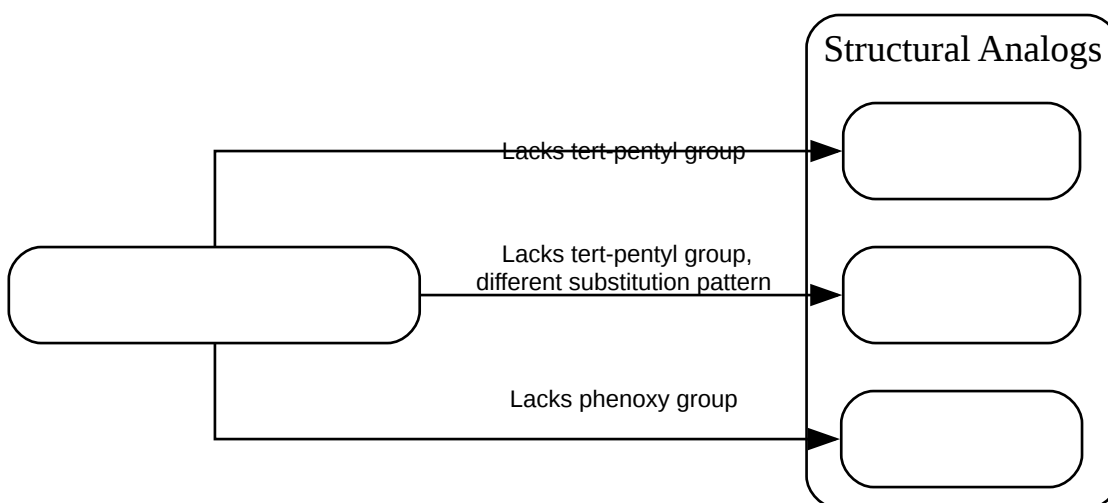 Structural Analogs
Lacks tert-pentyl group
Lacks tert-pentyl group,
different substitution pattern
Lacks phenoxy group